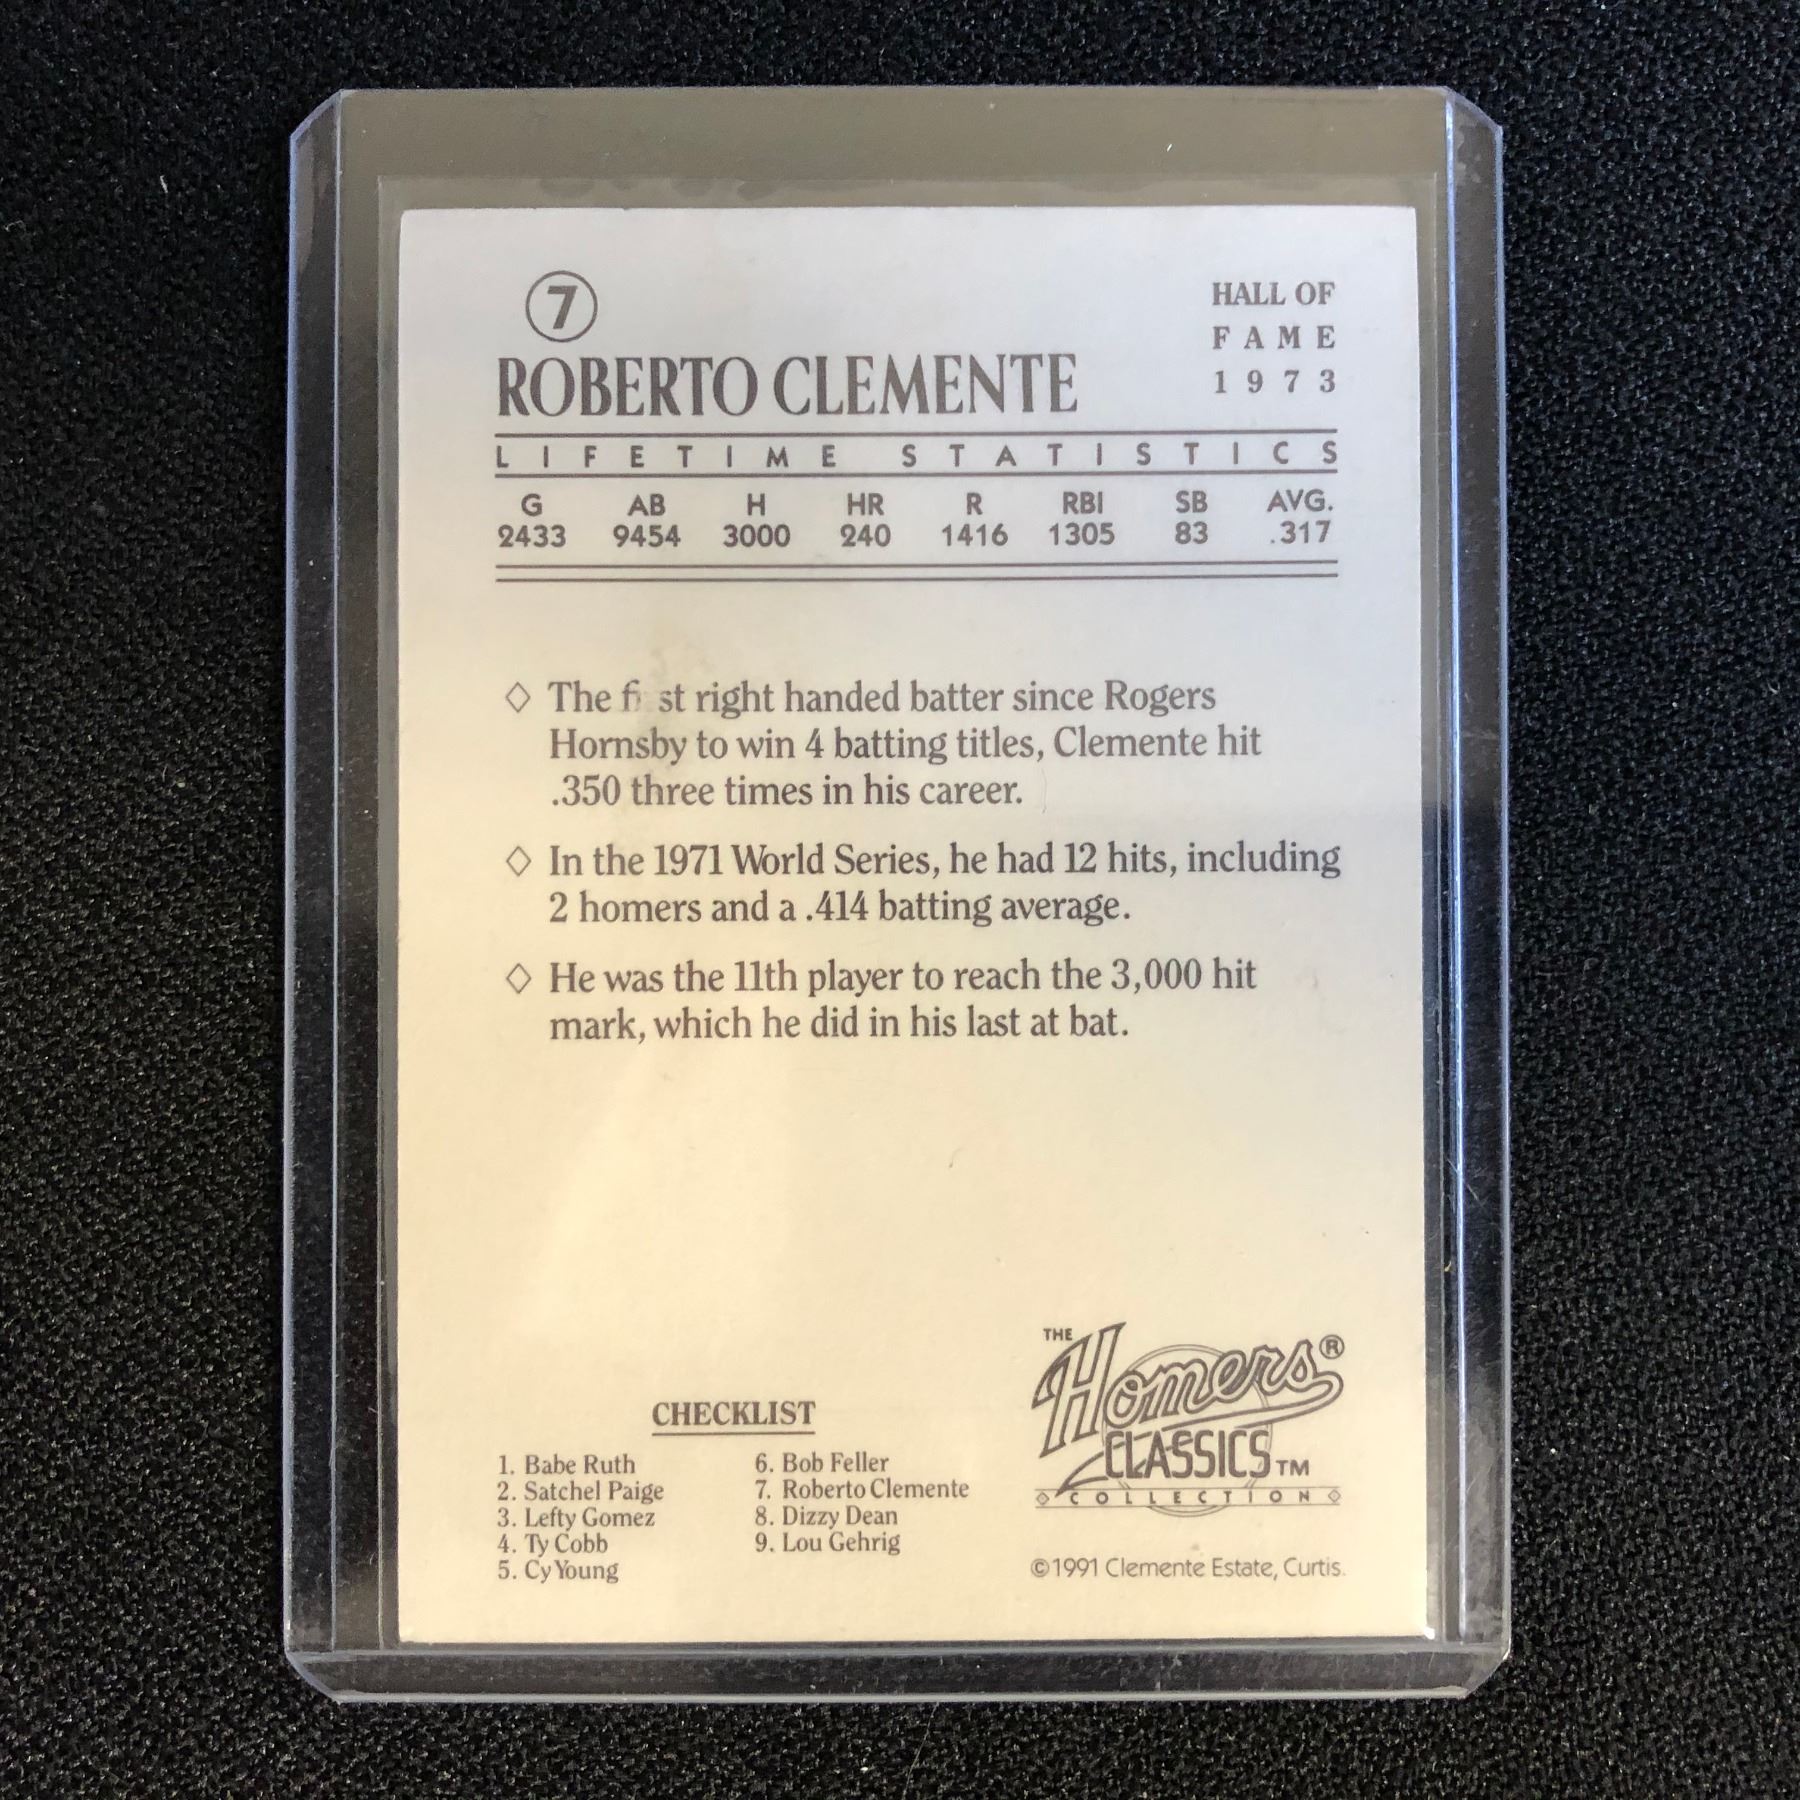 7
HALL OF
FAME
1973
ROBERTO CLEMENTE
LIFETIME STATISTICS
G AB H HR R RBI SB AVG.
2433 9454 3000 240 1416 1305 83 .317
◇ The fi st right handed batter since Rogers
Hornsby to win 4 batting titles, Clemente hit
.350 three times in his career.
◇ In the 1971 World Series, he had 12 hits, including
2 homers and a .414 batting average.
◇ He was the 11th player to reach the 3,000 hit
mark, which he did in his last at bat.
CHECKLIST
1. Babe Ruth
2. Satchel Paige
3. Lefty Gomez
4. Ty Cobb
5. Cy Young
6. Bob Feller
7. Roberto Clemente
8. Dizzy Dean
9. Lou Gehrig
THE
Homers®
CLASSICS™
COLLECTION
©1991 Clemente Estate, Curtis.